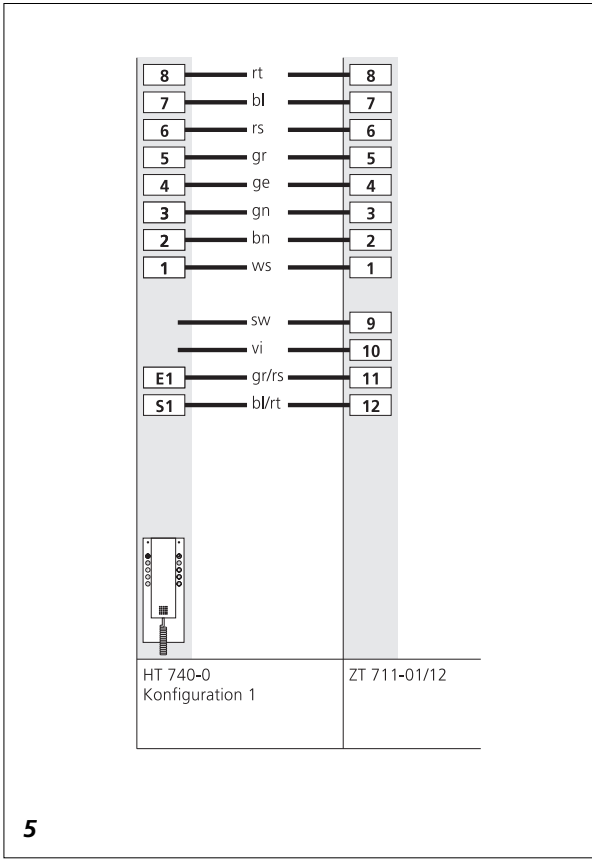 8 rt 8
7 bl 7
6 rs 6
5 gr 5
4 ge 4
3 gn 3
2 bn 2
1 ws 1
sw 9
vi 10
E1 gr/rs 11
S1 bl/rt 12
HT 740-0 ZT 711-01/12
Konfiguration 1
5